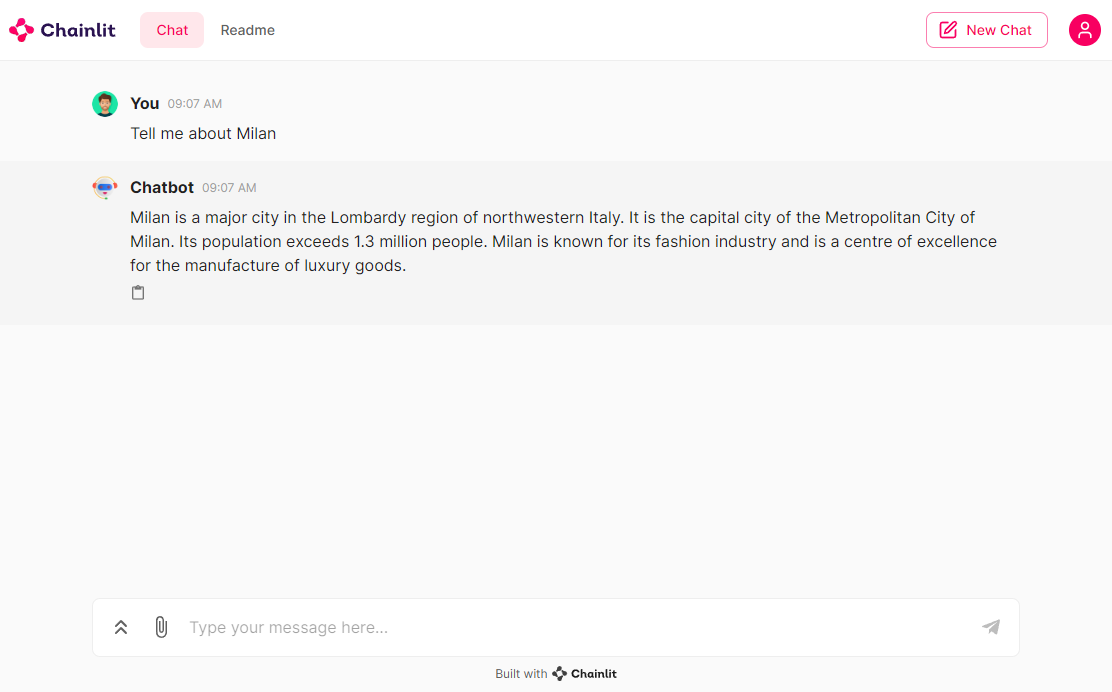 Chainlit Chat Readme New Chat
You 09:07 AM
Tell me about Milan
Chatbot 09:07 AM
Milan is a major city in the Lombardy region of northwestern Italy. It is the capital city of the Metropolitan City of
Milan. Its population exceeds 1.3 million people. Milan is known for its fashion industry and is a centre of excellence
for the manufacture of luxury goods.
Type your message here...
Built with Chainlit